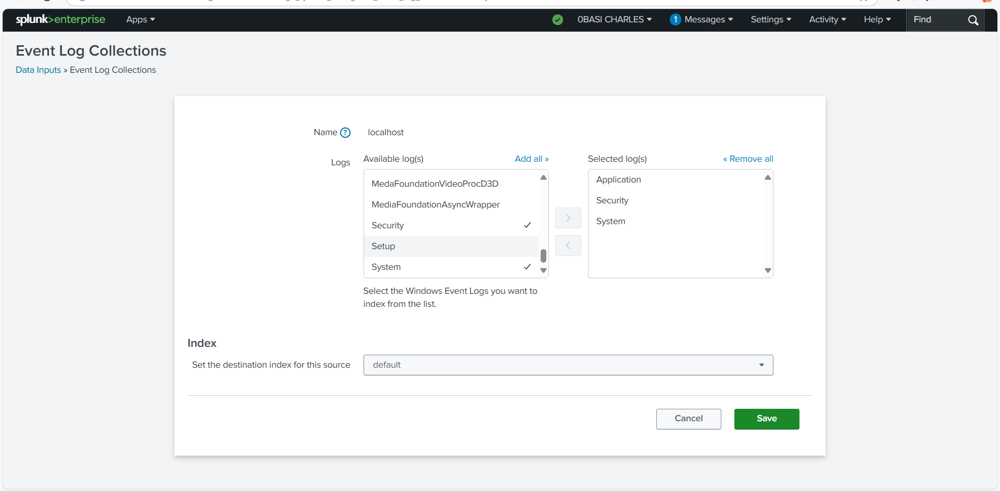 splunk>enterprise Apps 0BASI CHARLES 1 Messages Settings Activity Help Find
Event Log Collections
Data Inputs » Event Log Collections
Name ? localhost
Logs
Available log(s) Add all »
MedaFoundationVideoProcD3D
MediaFoundationAsyncWrapper
Security
Setup
System
Select the Windows Event Logs you want to
index from the list.
Selected log(s) « Remove all
Application
Security
System
Index
Set the destination index for this source default
Cancel Save